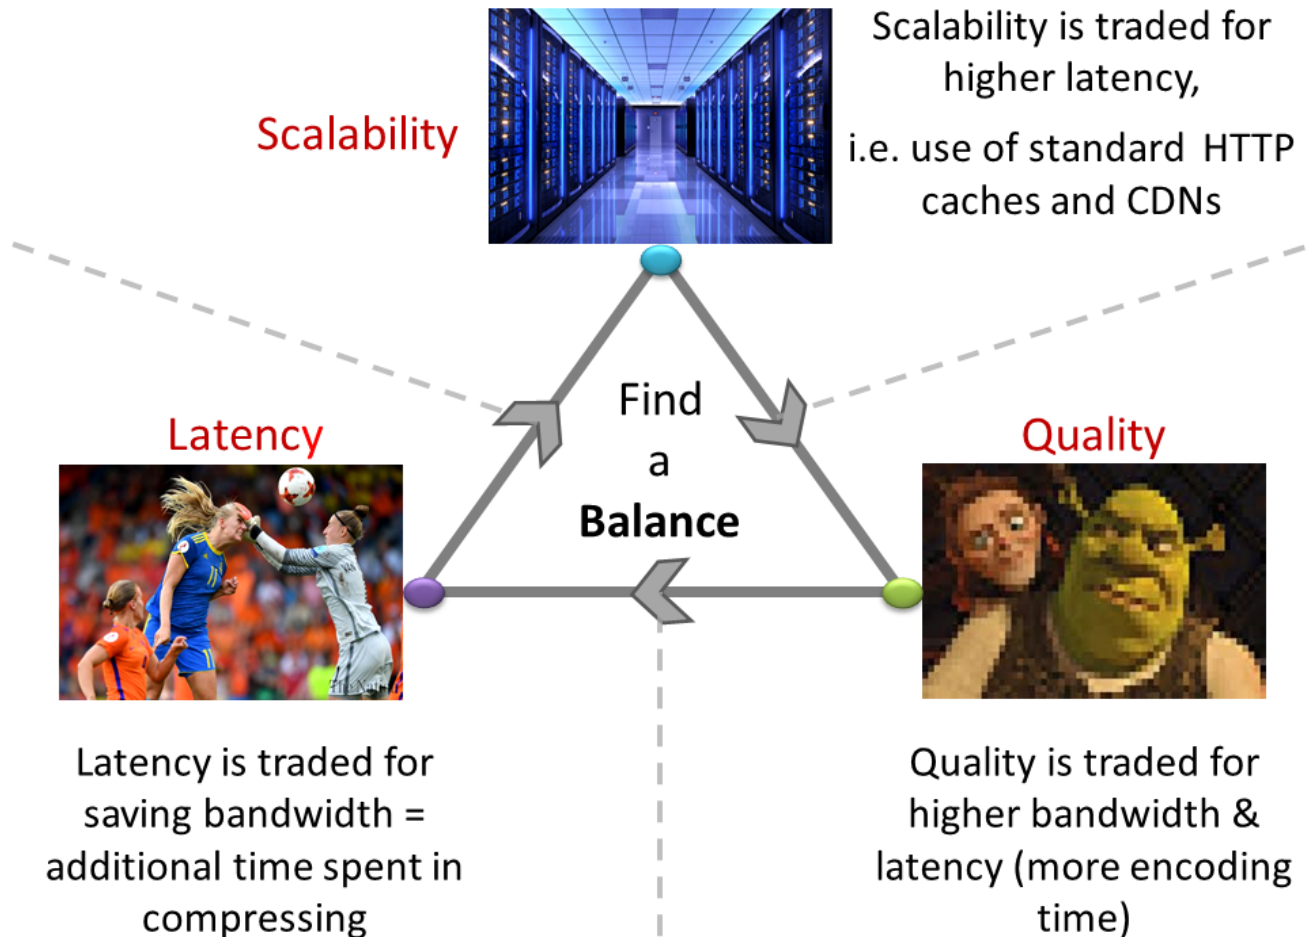 Scalability
Scalability is traded for
higher latency,
i.e. use of standard HTTP
caches and CDNs
Find
a
Balance
Latency
Quality
11
11
Latency is traded for
saving bandwidth =
additional time spent in
compressing
Quality is traded for
higher bandwidth &
latency (more encoding
time)